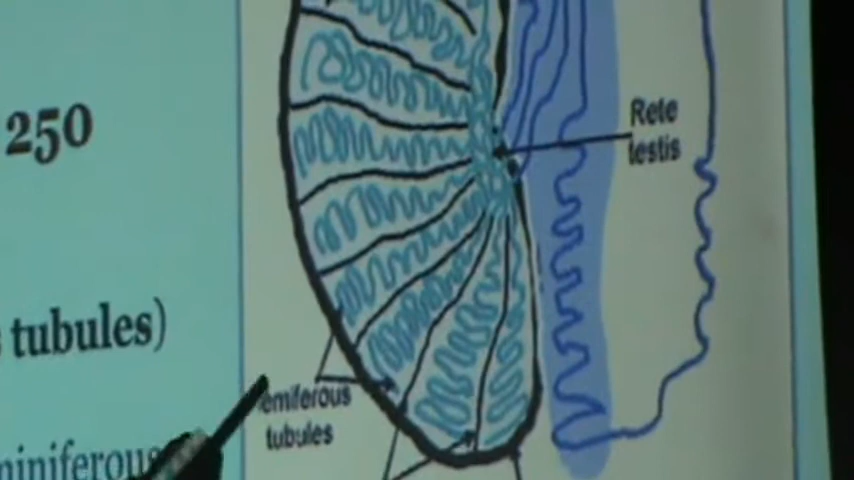 250
tubules)
miniferous
Rete
testis
emiferous
tubules